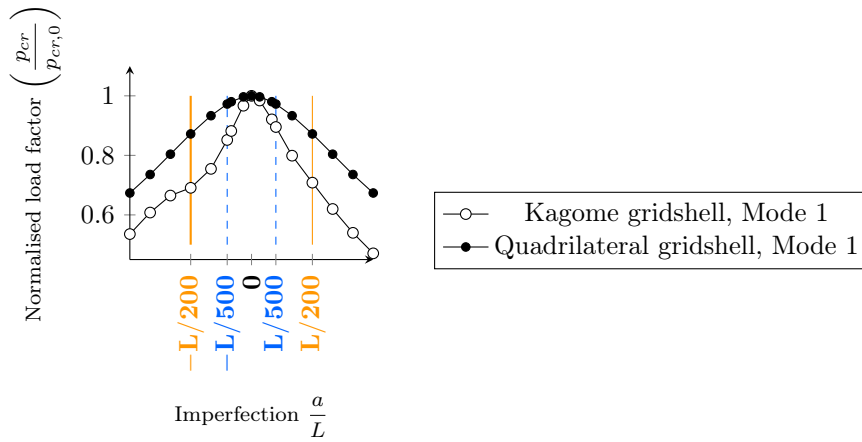 Normalised load factor (p_cr / p_cr,0)
1
0.8
0.6
−L/200
−L/500
0
L/500
L/200
Imperfection a/L
Kagome gridshell, Mode 1
Quadrilateral gridshell, Mode 1